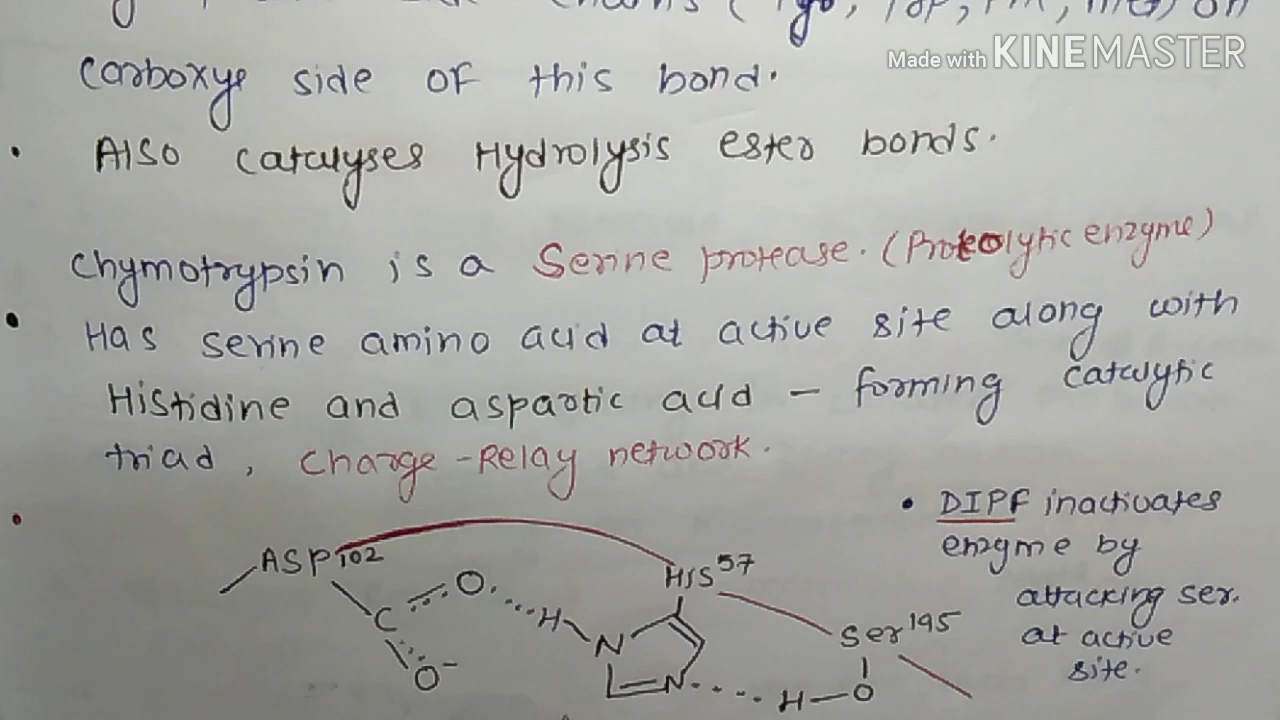 Made with KINEMASTER
Carboxyl side of this bond.
• Also catalyses Hydrolysis ester bonds.
Chymotrypsin is a Serine protease. (Proteolytic enzyme)
• Has serine amino acid at active site along with
Histidine and aspartic acid – forming catalytic
triad, charge-Relay network.
• DIPF inactivates
enzyme by
attacking ser.
at active
site.
ASP102
HIS57
Ser195
C O
H
N
O-
N H-O